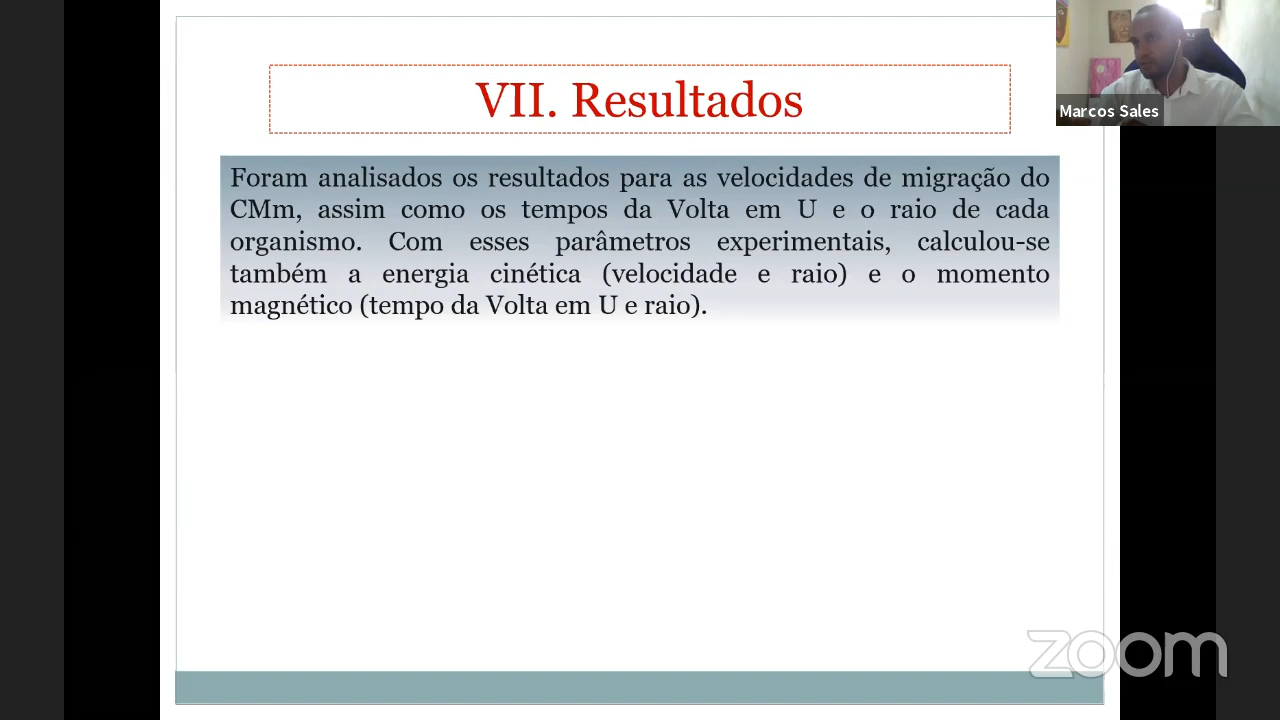 VII. Resultados
Marcos Sales
Foram analisados os resultados para as velocidades de migração do
CMm, assim como os tempos da Volta em U e o raio de cada
organismo. Com esses parâmetros experimentais, calculou-se
também a energia cinética (velocidade e raio) e o momento
magnético (tempo da Volta em U e raio).
zoom